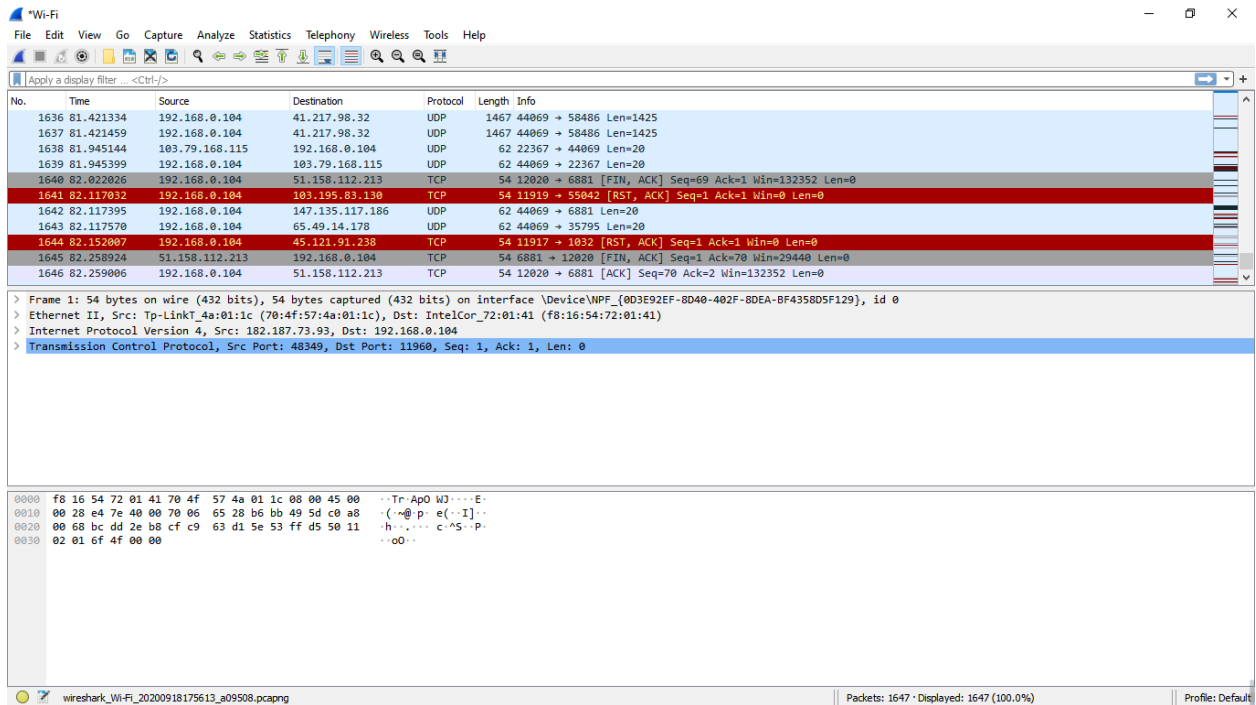 *Wi-Fi
File Edit View Go Capture Analyze Statistics Telephony Wireless Tools Help
Apply a display filter ... <Ctrl-/>
No. Time Source Destination Protocol Length Info
1636 81.421334 192.168.0.104 41.217.98.32 UDP 1467 44069 → 58486 Len=1425
1637 81.421459 192.168.0.104 41.217.98.32 UDP 1467 44069 → 58486 Len=1425
1638 81.945144 103.79.168.115 192.168.0.104 UDP 62 22367 → 44069 Len=20
1639 81.945399 192.168.0.104 103.79.168.115 UDP 62 44069 → 22367 Len=20
1640 82.022026 192.168.0.104 51.158.112.213 TCP 54 12020 → 6881 [FIN, ACK] Seq=69 Ack=1 Win=132352 Len=0
1641 82.117032 192.168.0.104 103.195.83.130 TCP 54 11919 → 55042 [RST, ACK] Seq=1 Ack=1 Win=0 Len=0
1642 82.117395 192.168.0.104 147.135.117.186 UDP 62 44069 → 6881 Len=20
1643 82.117570 192.168.0.104 65.49.14.178 UDP 62 44069 → 35795 Len=20
1644 82.152007 192.168.0.104 45.121.91.238 TCP 54 11917 → 1032 [RST, ACK] Seq=1 Ack=1 Win=0 Len=0
1645 82.258924 51.158.112.213 192.168.0.104 TCP 54 6881 → 12020 [FIN, ACK] Seq=1 Ack=70 Win=29440 Len=0
1646 82.259006 192.168.0.104 51.158.112.213 TCP 54 12020 → 6881 [ACK] Seq=70 Ack=2 Win=132352 Len=0
> Frame 1: 54 bytes on wire (432 bits), 54 bytes captured (432 bits) on interface \Device\NPF_{0D3E92EF-8D40-402F-8DEA-BF4358D5F129}, id 0
> Ethernet II, Src: Tp-LinkT_4a:01:1c (70:4f:57:4a:01:1c), Dst: IntelCor_72:01:41 (f8:16:54:72:01:41)
> Internet Protocol Version 4, Src: 182.187.73.93, Dst: 192.168.0.104
> Transmission Control Protocol, Src Port: 48349, Dst Port: 11960, Seq: 1, Ack: 1, Len: 0
0000 f8 16 54 72 01 41 70 4f 57 4a 01 1c 08 00 45 00 ··Tr·ApO WJ····E·
0010 00 28 e4 7e 40 00 70 06 65 28 b6 bb 49 5d c0 a8 ·(·~@·p· e(··I]··
0020 00 68 bc dd 2e b8 cf c9 63 d1 5e 53 ff d5 50 11 ·h··.··· c·^S··P·
0030 02 01 6f 4f 00 00 ··oO··
wireshark_Wi-Fi_20200918175613_a09508.pcapng Packets: 1647 · Displayed: 1647 (100.0%) Profile: Default